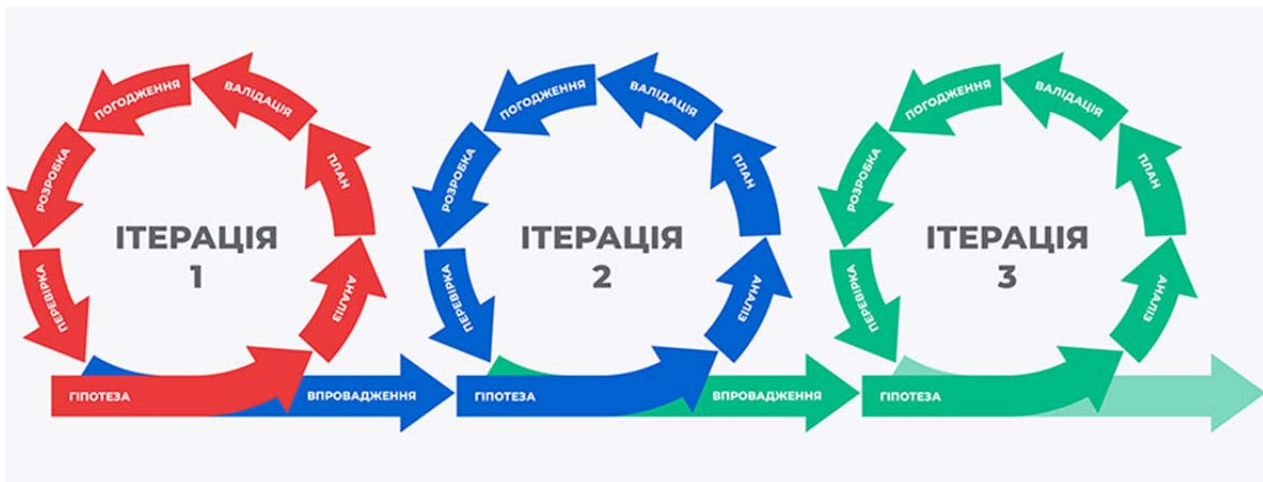 ІТЕРАЦІЯ
1
ГІПОТЕЗА
АНАЛІЗ
ПЛАН
ВАЛІДАЦІЯ
ПОГОДЖЕННЯ
РОЗРОБКА
ПЕРЕВІРКА
ВПРОВАДЖЕННЯ
ІТЕРАЦІЯ
2
ГІПОТЕЗА
АНАЛІЗ
ПЛАН
ВАЛІДАЦІЯ
ПОГОДЖЕННЯ
РОЗРОБКА
ПЕРЕВІРКА
ВПРОВАДЖЕННЯ
ІТЕРАЦІЯ
3
ГІПОТЕЗА
АНАЛІЗ
ПЛАН
ВАЛІДАЦІЯ
ПОГОДЖЕННЯ
РОЗРОБКА
ПЕРЕВІРКА